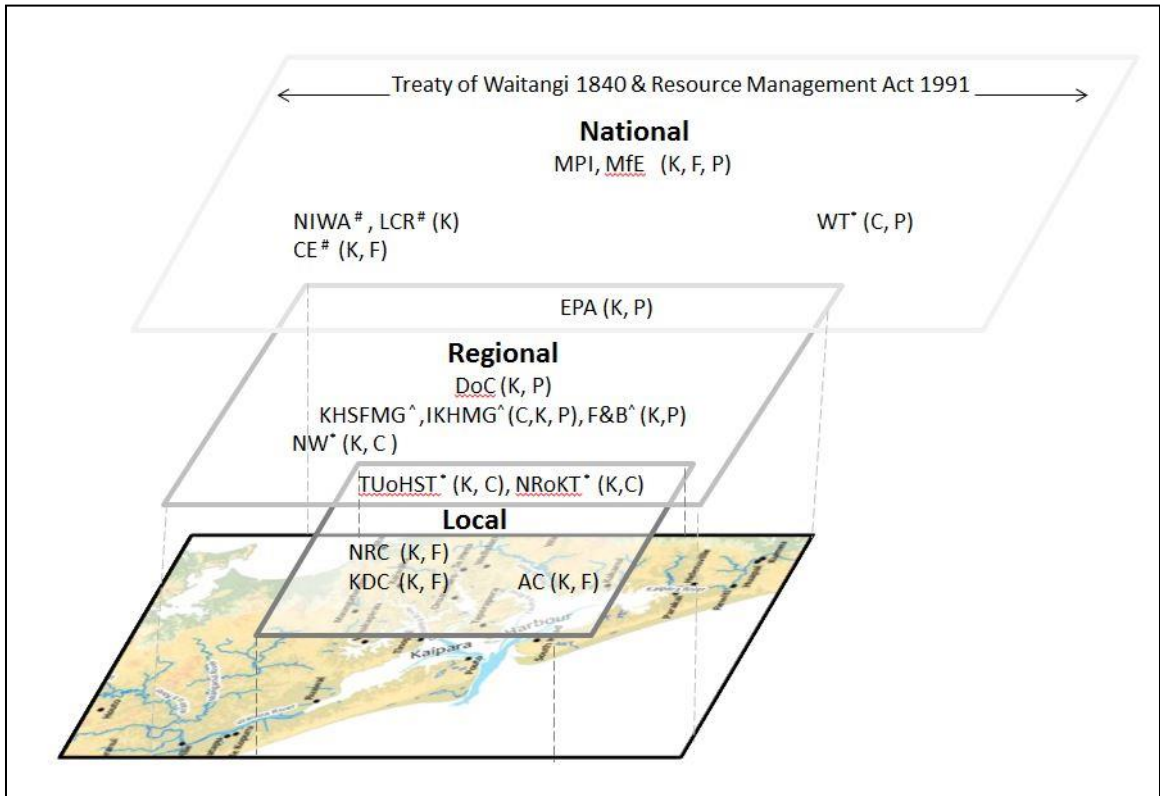 Treaty of Waitangi 1840 & Resource Management Act 1991
National
MPI, MfE (K, F, P)
NIWA#, LCR# (K)
WT* (C, P)
CE# (K, F)
EPA (K, P)
Regional
DoC (K, P)
KHSFMG^,IKHMG^(C,K, P), F&B^ (K,P)
NW* (K, C )
TUoHST* (K, C), NRoKT* (K,C)
Local
NRC (K, F)
KDC (K, F)
AC (K, F)
Kaipara
Harbour